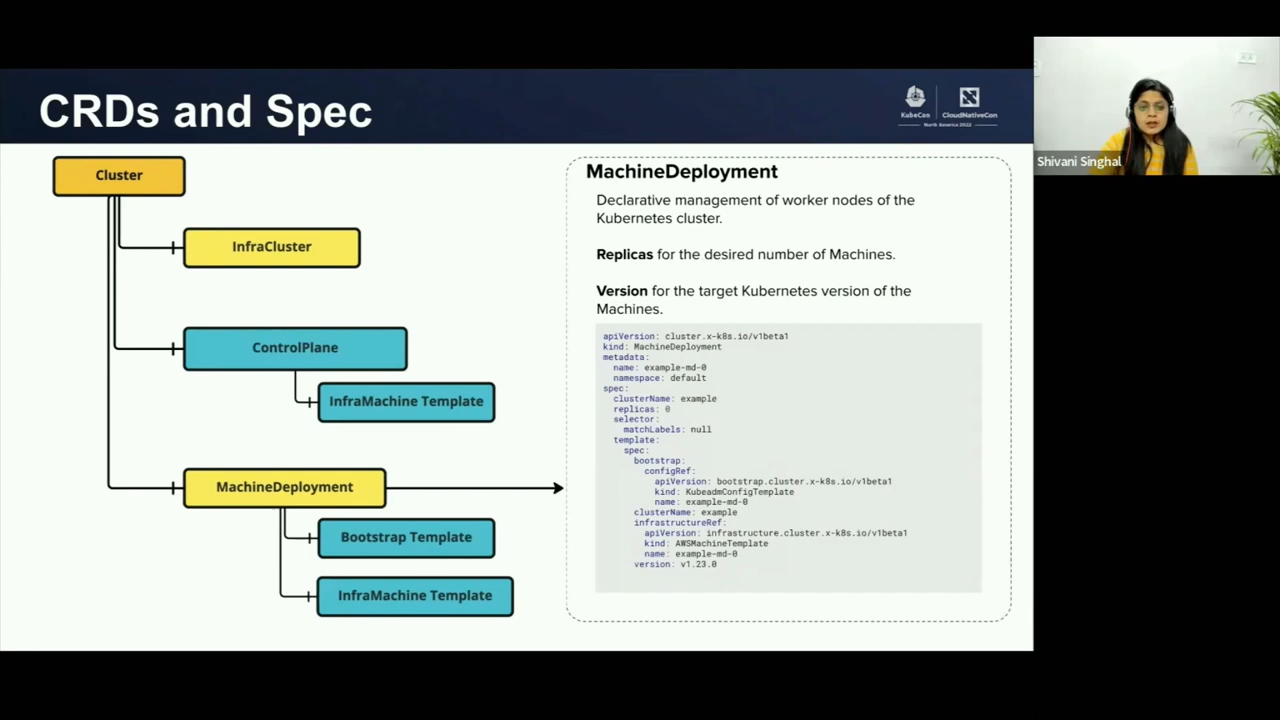 CRDs and Spec
KubeCon
CloudNativeCon
North America 2022
Shivani Singhal
Cluster
InfraCluster
ControlPlane
InfraMachine Template
MachineDeployment
Bootstrap Template
InfraMachine Template
MachineDeployment
Declarative management of worker nodes of the
Kubernetes cluster.
Replicas for the desired number of Machines.
Version for the target Kubernetes version of the
Machines.
apiVersion: cluster.x-k8s.io/v1beta1
kind: MachineDeployment
metadata:
  name: example-md-0
  namespace: default
spec:
  clusterName: example
  replicas: 0
  selector:
    matchLabels: null
  template:
    spec:
      bootstrap:
        configRef:
          apiVersion: bootstrap.cluster.x-k8s.io/v1beta1
          kind: KubeadmConfigTemplate
          name: example-md-0
      clusterName: example
      infrastructureRef:
        apiVersion: infrastructure.cluster.x-k8s.io/v1beta1
        kind: AWSMachineTemplate
        name: example-md-0
      version: v1.23.0